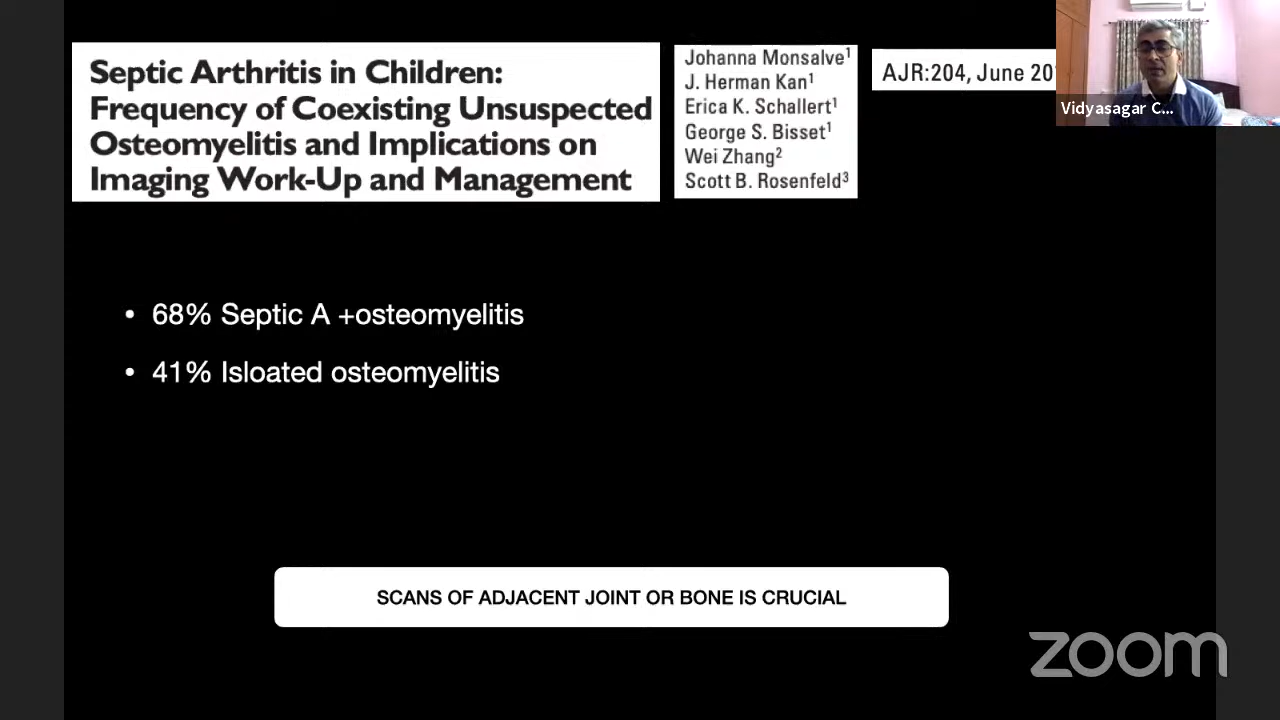 Septic Arthritis in Children:
Frequency of Coexisting Unsuspected
Osteomyelitis and Implications on
Imaging Work-Up and Management
Johanna Monsalve1
J. Herman Kan1
Erica K. Schallert1
George S. Bisset1
Wei Zhang2
Scott B. Rosenfeld3
AJR:204, June 20
Vidyasagar C...
• 68% Septic A +osteomyelitis
• 41% Isloated osteomyelitis
SCANS OF ADJACENT JOINT OR BONE IS CRUCIAL
zoom